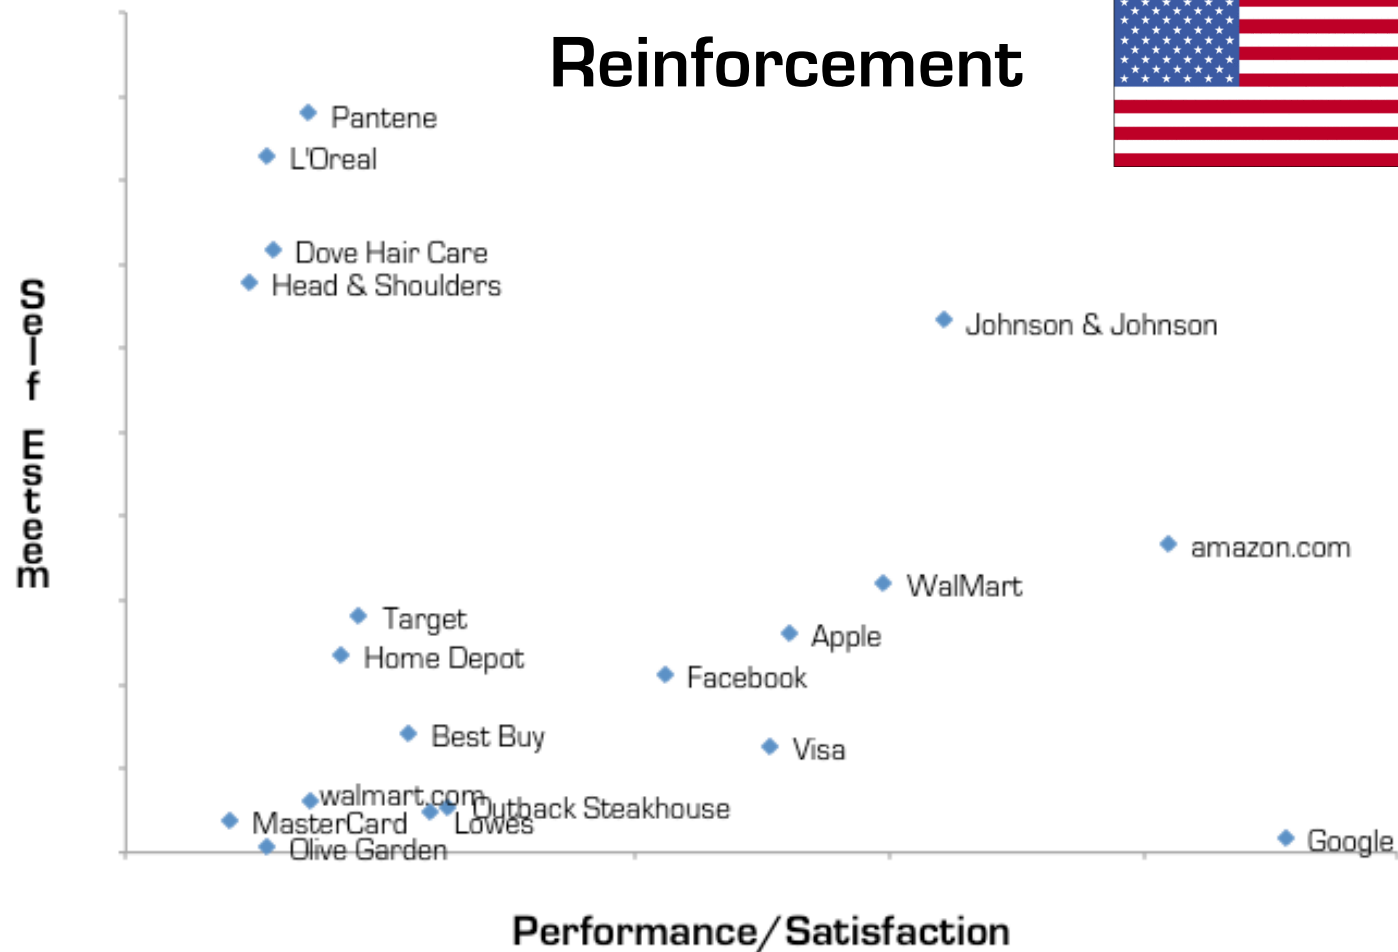 Reinforcement
Pantene
L'Oreal
Dove Hair Care
Head & Shoulders
Johnson & Johnson
Self Esteem
amazon.com
WalMart
Target
Apple
Home Depot
Facebook
Best Buy
Visa
walmart.com
Outback Steakhouse
MasterCard
Lowes
Google
Olive Garden
Performance/Satisfaction